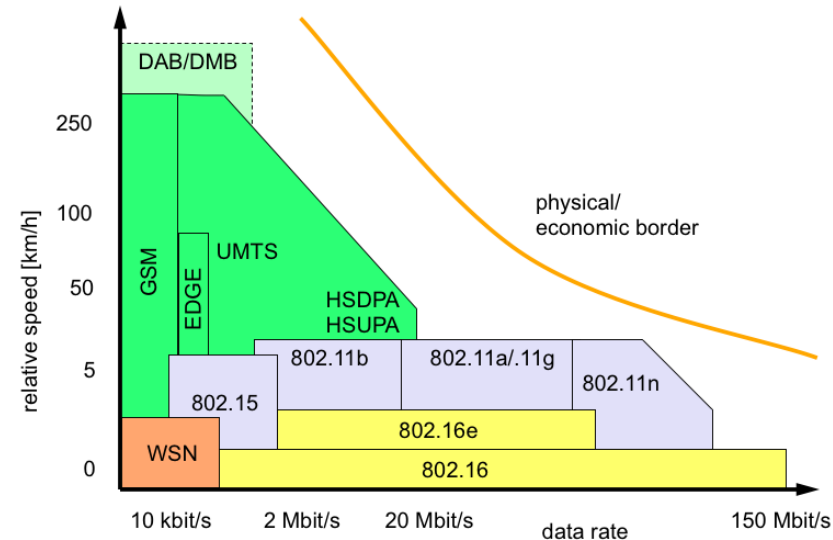 DAB/DMB
250
100
50
5
0
relative speed [km/h]
GSM
EDGE
UMTS
HSDPA
HSUPA
physical/
economic border
802.11b
802.11a/.11g
802.11n
802.15
802.16e
WSN
802.16
10 kbit/s
2 Mbit/s
20 Mbit/s
data rate
150 Mbit/s